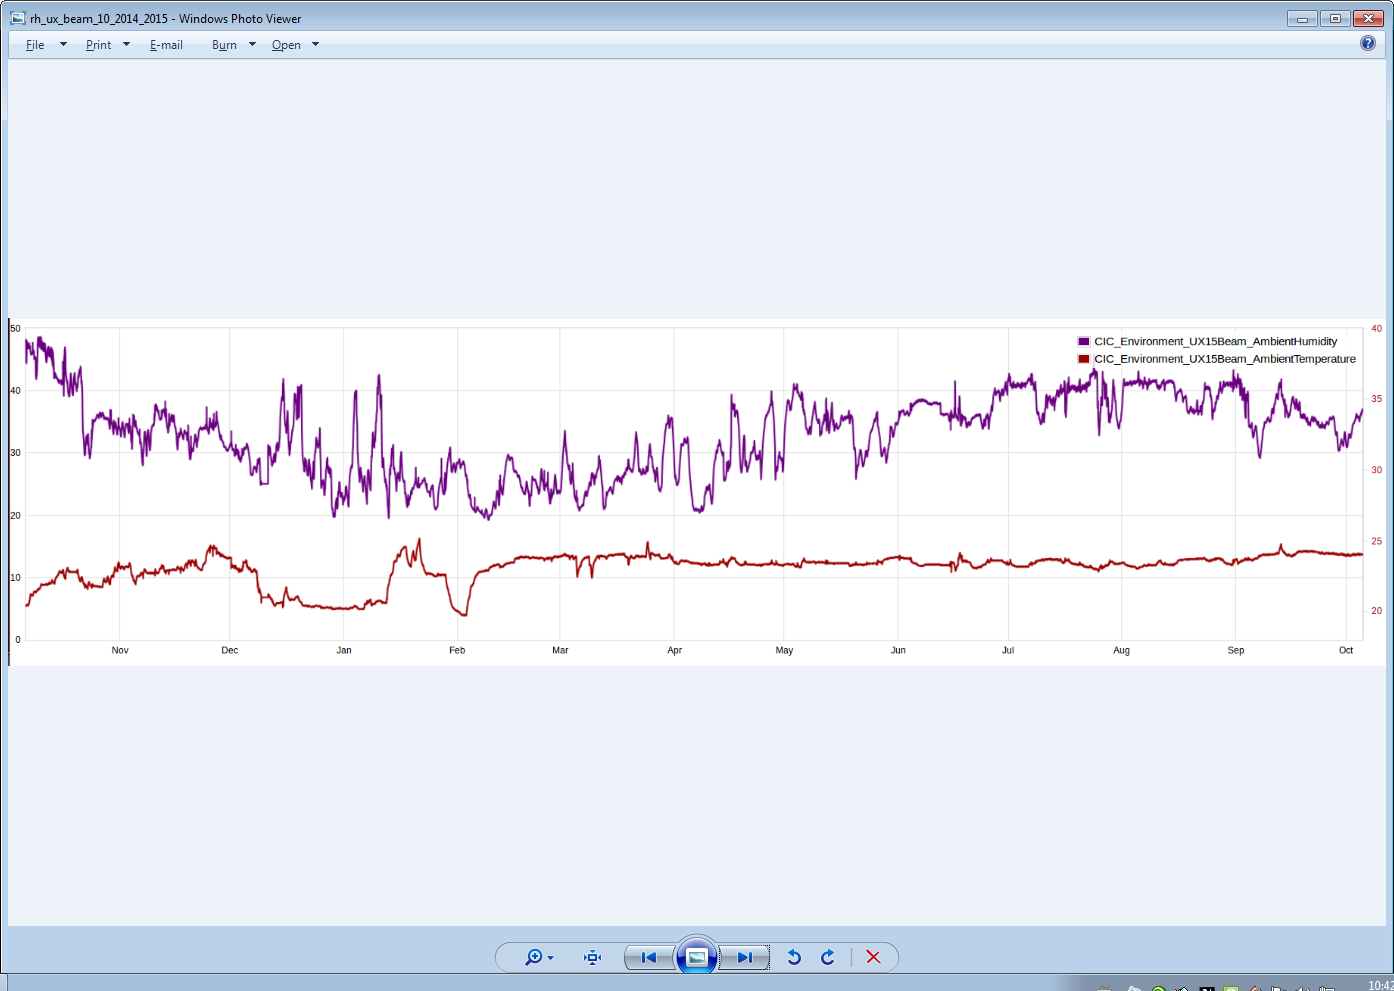 rh_ux_beam_10_2014_2015 - Windows Photo Viewer
File Print E-mail Burn Open
50 40
CIC_Environment_UX15Beam_AmbientHumidity
CIC_Environment_UX15Beam_AmbientTemperature
40 35
30 30
20 25
10 20
0
Nov Dec Jan Feb Mar Apr May Jun Jul Aug Sep Oct
10:42